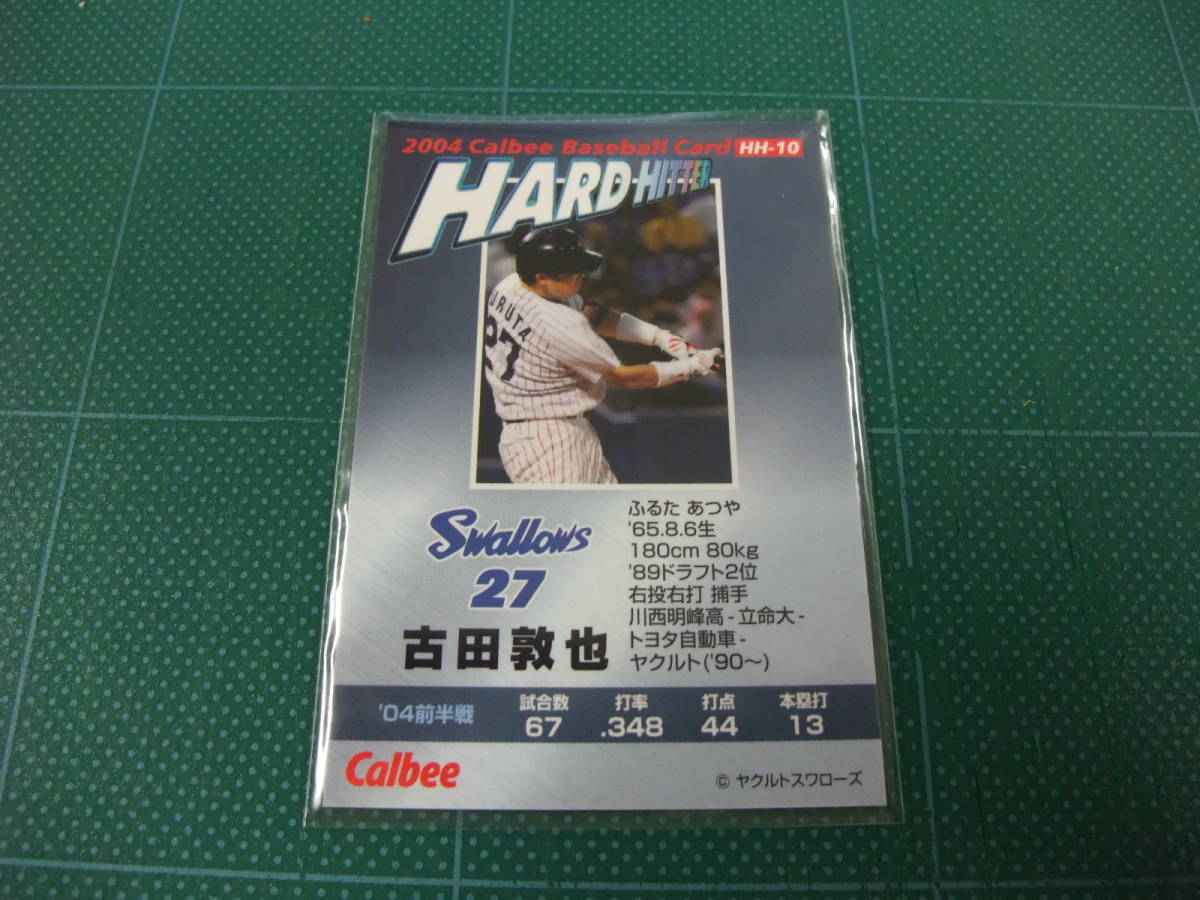 2004 Calbee Baseball Card HH-10
HARD HITTER
URUTA
27
Swallows
27
古田敦也
ふるた あつや
'65.8.6生
180cm 80kg
'89ドラフト2位
右投右打 捕手
川西明峰高-立命大-
トヨタ自動車-
ヤクルト('90～)
'04前半戦
試合数 打率 打点 本塁打
67 .348 44 13
Calbee
© ヤクルトスワローズ